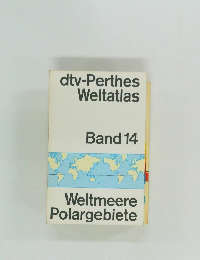 dtv-Perthes
Weltatlas
Band 14
Weltmeere
Polargebiete